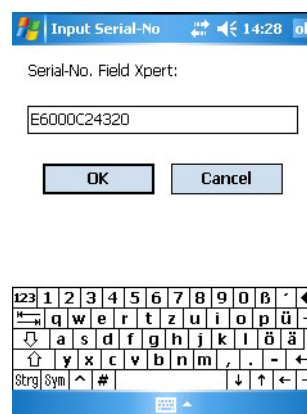 Input Serial-No 14:28 ok
Serial-No. Field Xpert:
E6000C24320
OK Cancel
123 1 2 3 4 5 6 7 8 9 0 ß ´
q w e r t z u i o p ü
a s d f g h j k l ö ä
y x c v b n m , . -
Strg Sym ^ #